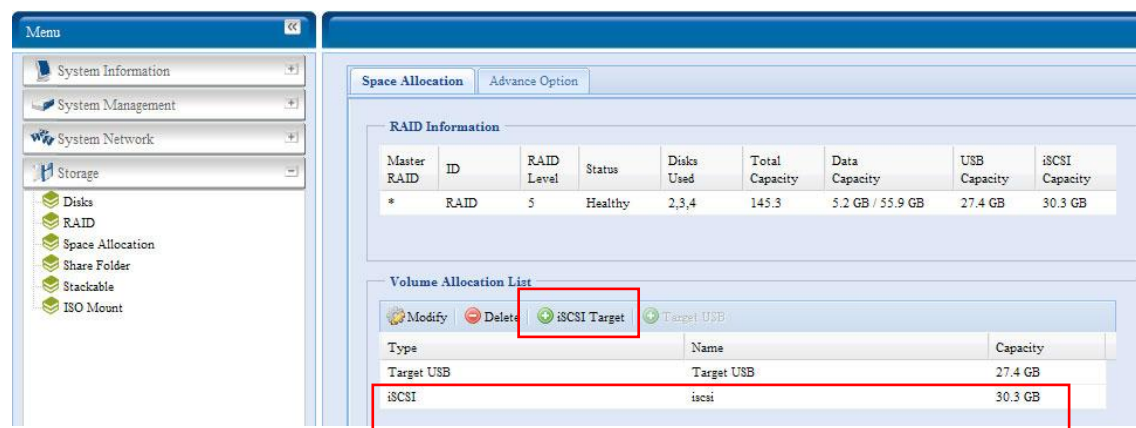 Menu
System Information
System Management
System Network
Storage
Disks
RAID
Space Allocation
Share Folder
Stackable
ISO Mount
Space Allocation Advance Option
RAID Information
Master RAID ID RAID Level Status Disks Used Total Capacity Data Capacity USB Capacity iSCSI Capacity
* RAID 5 Healthy 2,3,4 145.3 5.2 GB / 55.9 GB 27.4 GB 30.3 GB
Volume Allocation List
Modify Delete iSCSI Target Target USB
Type Name Capacity
Target USB Target USB 27.4 GB
iSCSI iscsi 30.3 GB